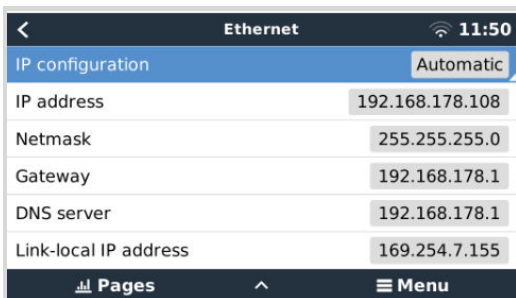 Ethernet 11:50
IP configuration Automatic
IP address 192.168.178.108
Netmask 255.255.255.0
Gateway 192.168.178.1
DNS server 192.168.178.1
Link-local IP address 169.254.7.155
Pages Menu